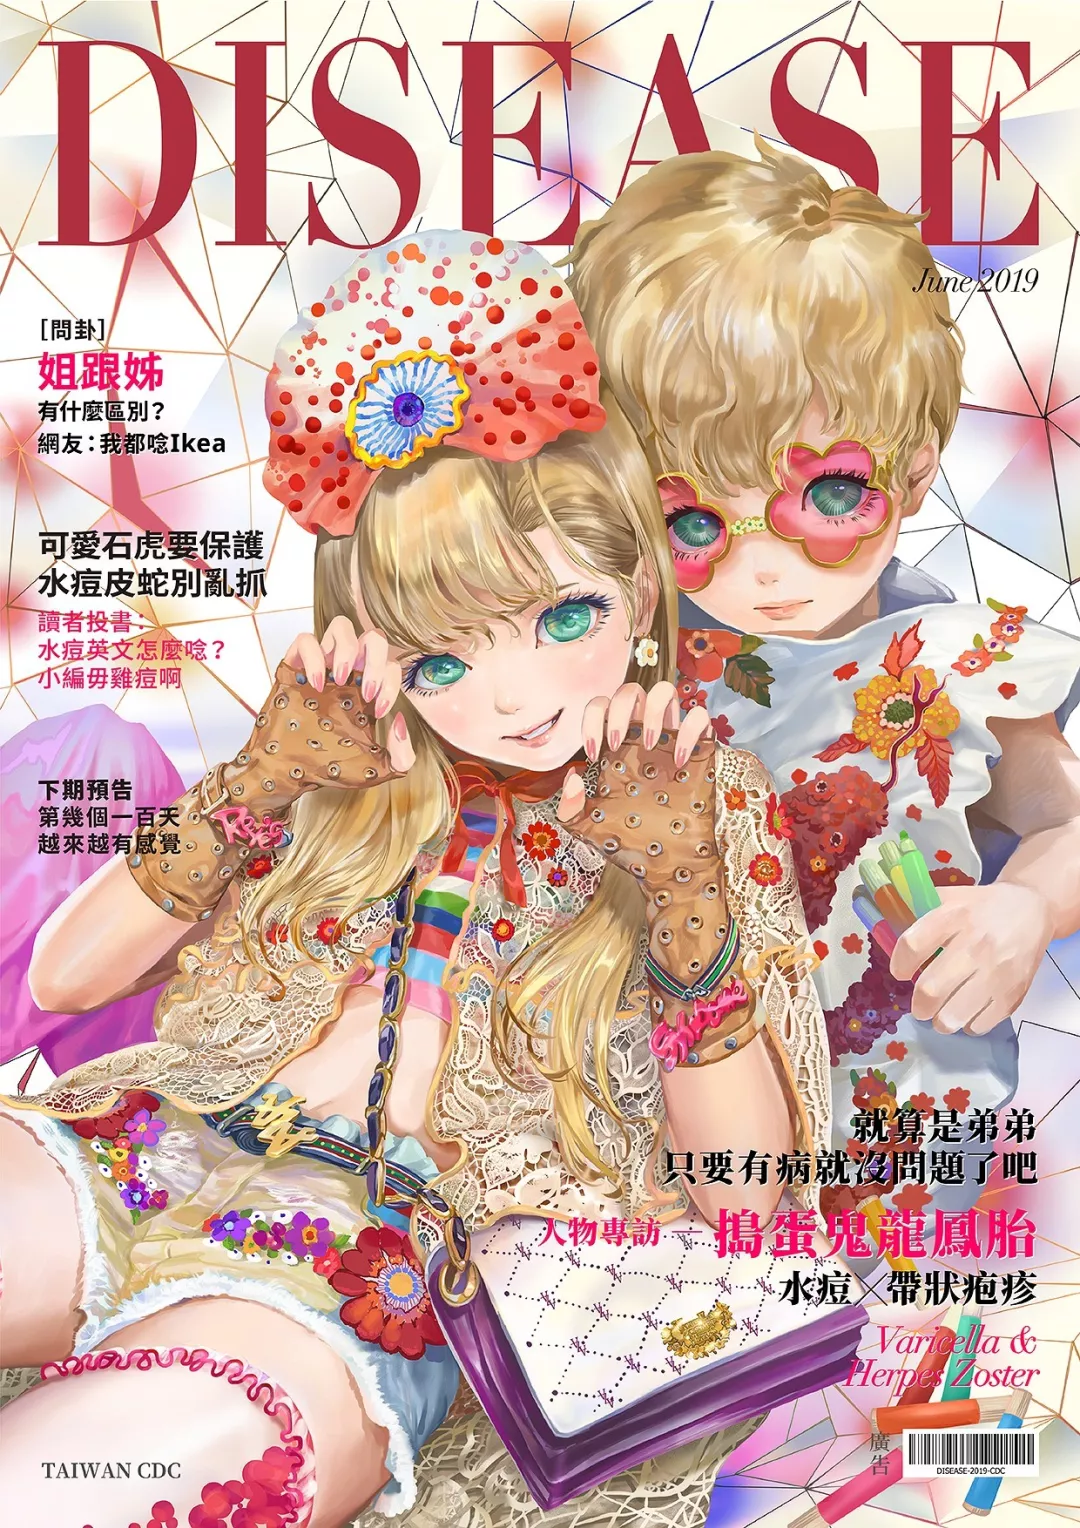 DISEASE
June 2019
[問卦]
姐跟姊
有什麼區別？
網友：我都唸Ikea
可愛石虎要保護
水痘皮蛇別亂抓
讀者投書：
水痘英文怎麼唸？
小編毋雞痘啊
下期預告
第幾個一百天
越來越有感覺
就算是弟弟
只要有病就沒問題了吧
人物專訪 — 搗蛋鬼龍鳳胎
水痘╳帶狀疱疹
Varicella &
Herpes Zoster
廣告
DISEASE-2019-CDC
TAIWAN CDC